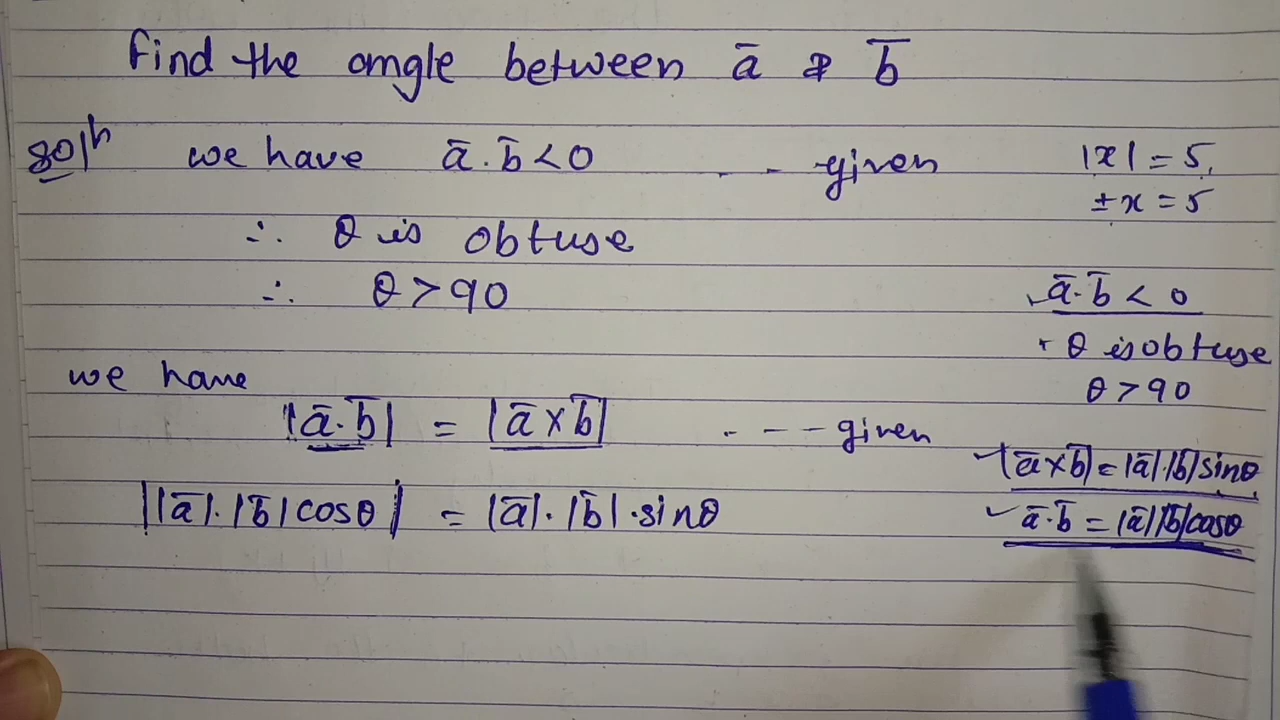 find the angle between ā & b̄
Solⁿ we have ā.b̄ < 0 - - given
∴ θ is obtuse
∴ θ > 90
we have
|ā.b̄| = |ā×b̄| - - - - given
||ā|.|b̄|cosθ| = |ā|.|b̄|.sinθ
|x| = 5,
±x = 5
ā.b̄ < 0
θ is obtuse
θ > 90
|ā×b̄| = |ā|.|b̄|sinθ
ā.b̄ = |ā||b̄|cosθ